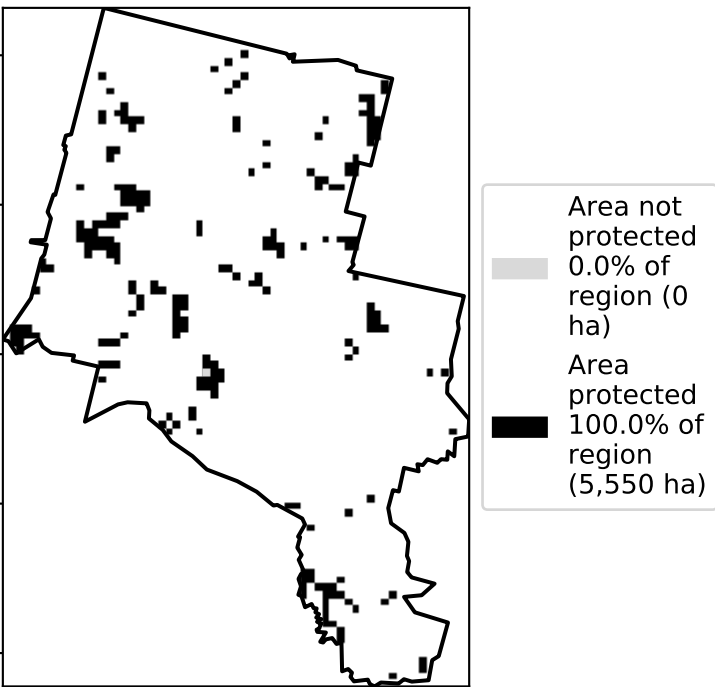 Area not
protected
0.0% of
region (0
ha)
Area
protected
100.0% of
region
(5,550 ha)